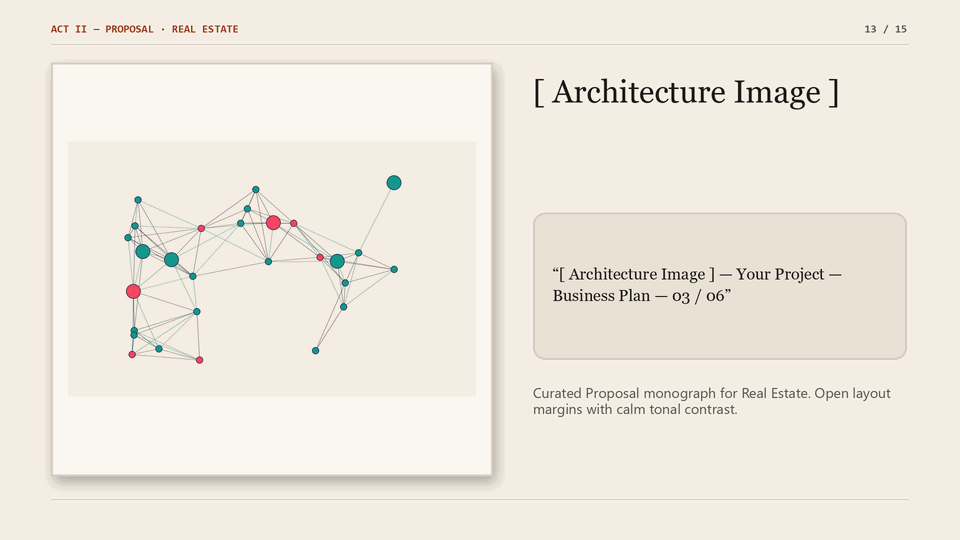 ACT II — PROPOSAL · REAL ESTATE
13 / 15
[ Architecture Image ]
“[ Architecture Image ] — Your Project —
Business Plan — 03 / 06”
Curated Proposal monograph for Real Estate. Open layout
margins with calm tonal contrast.